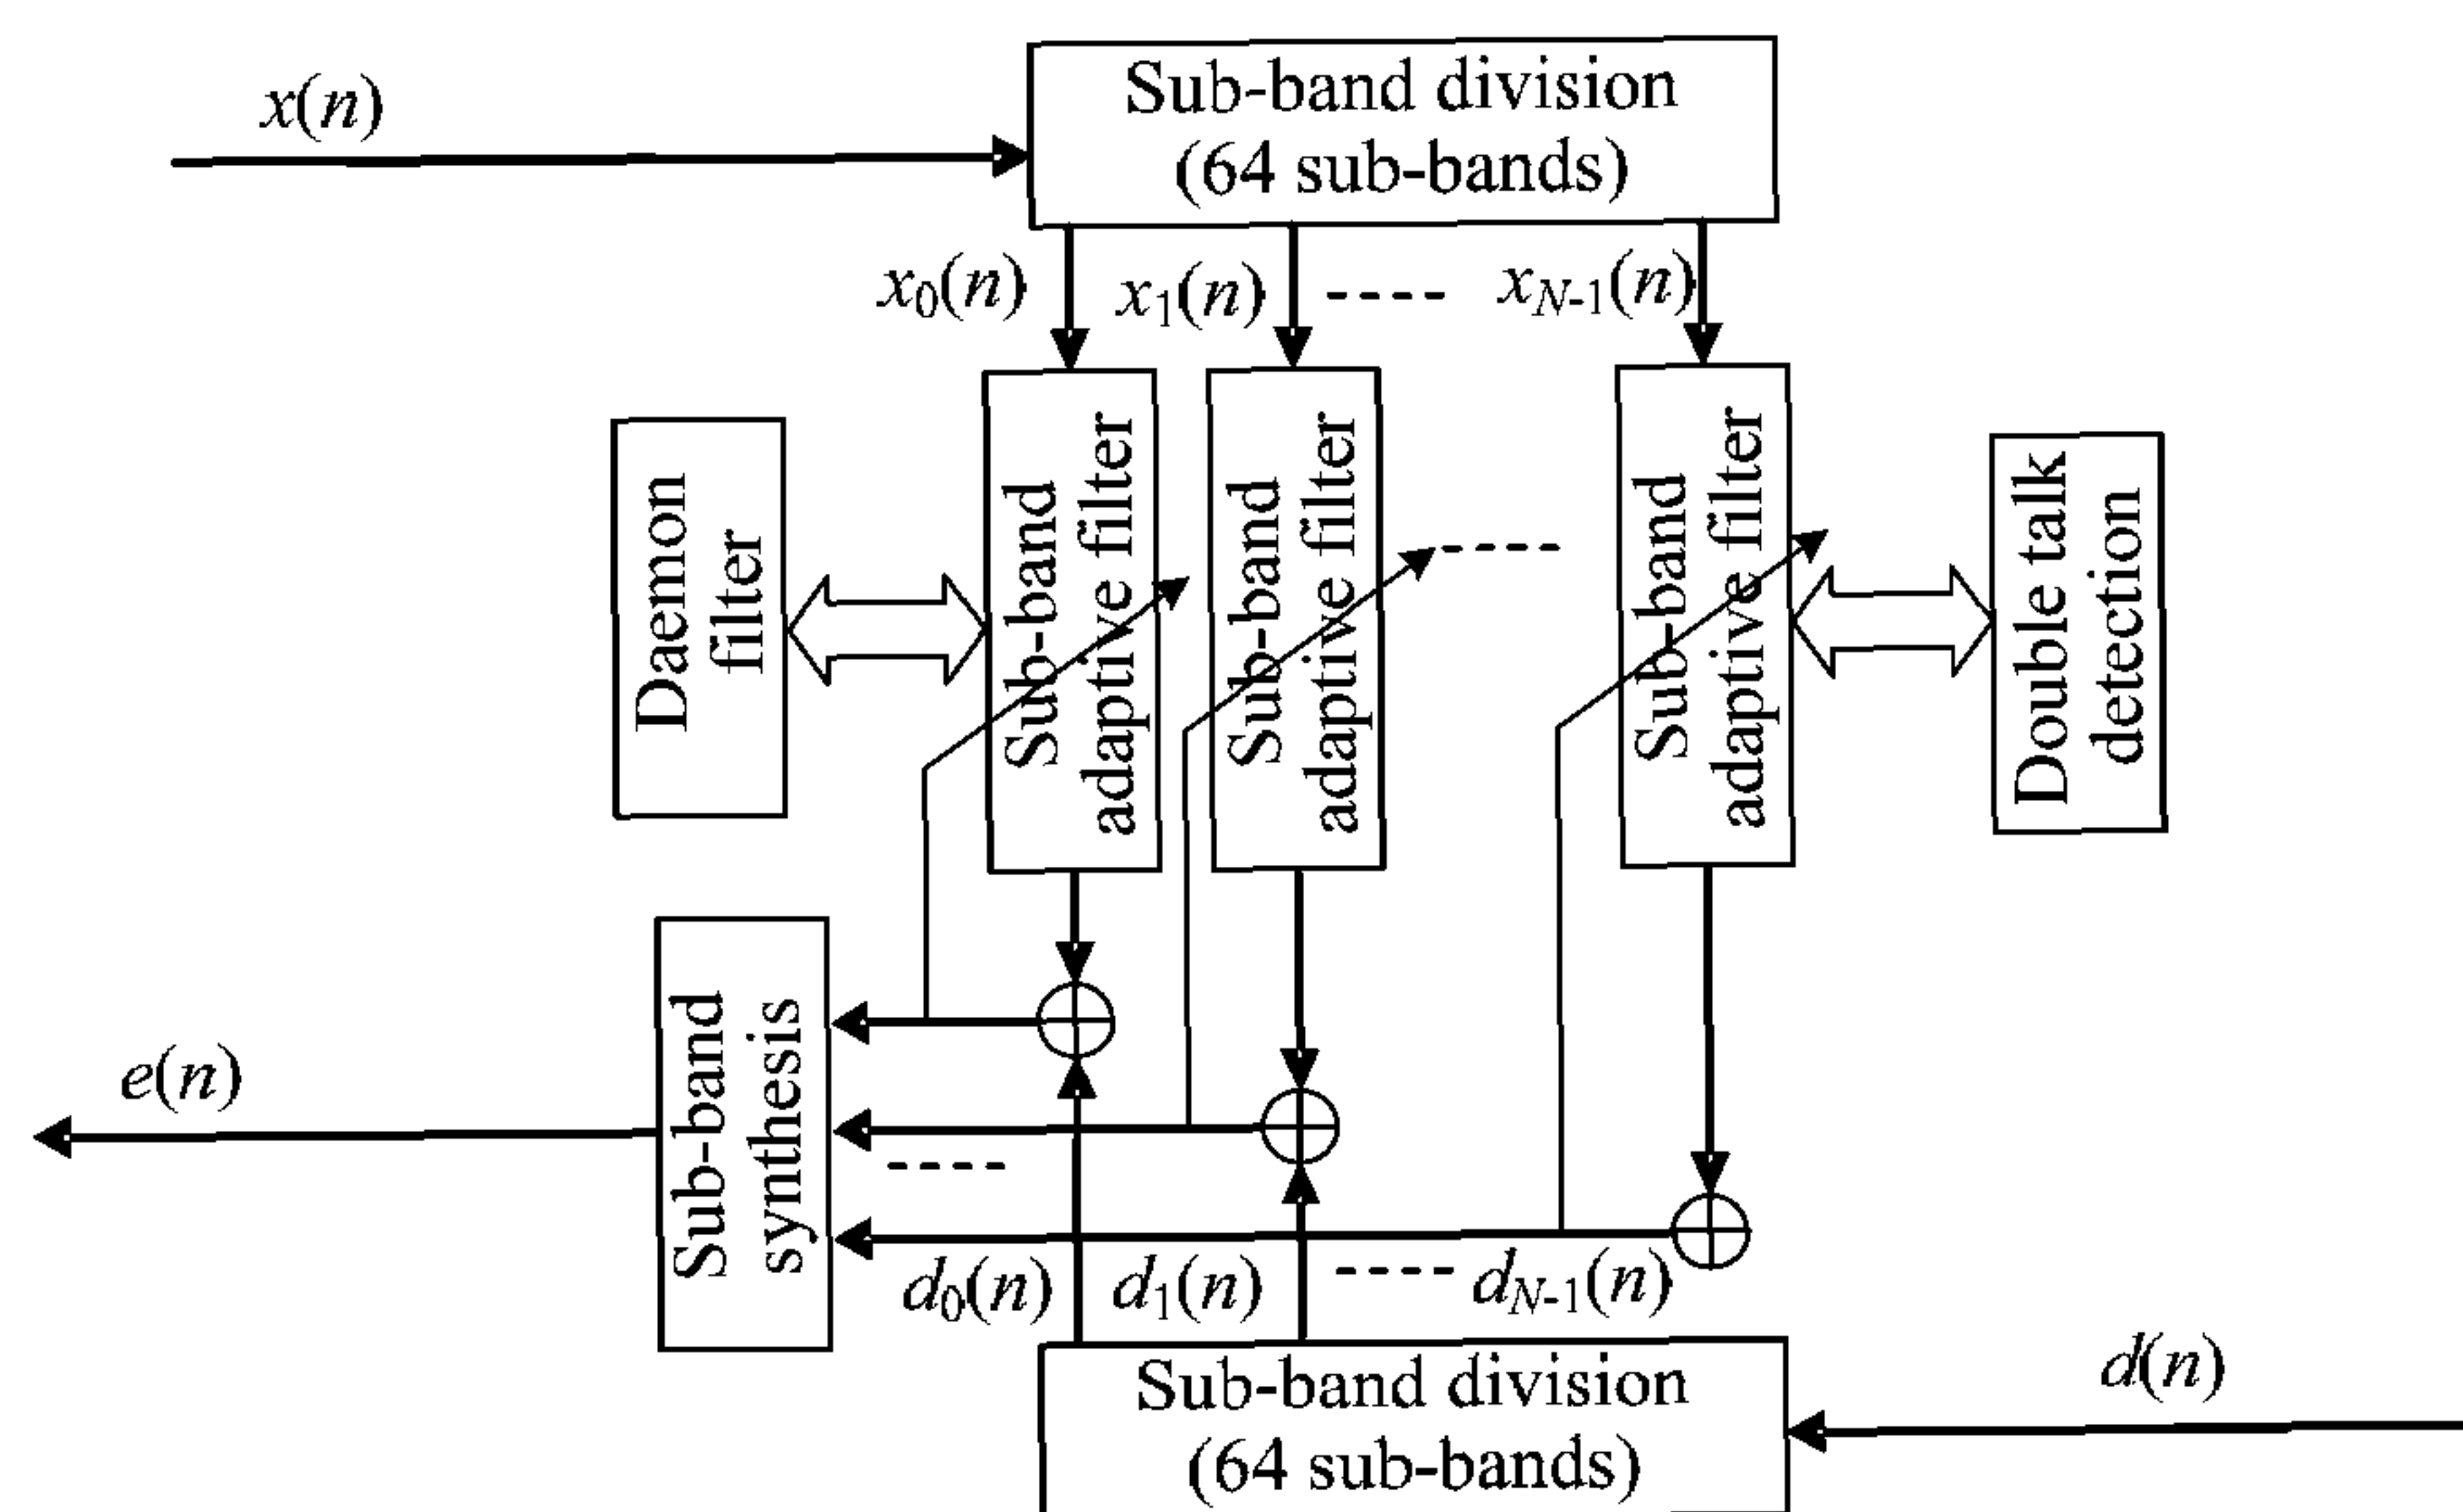 x(n)
Sub-band division
(64 sub-bands)
x₀(n)
x₁(n)
xN-1(n)
Daemon
filter
Sub-band
adaptive filter
Sub-band
adaptive filter
Sub-band
adaptive filter
Double talk
detection
Sub-band
synthesis
e(n)
d₀(n)
d₁(n)
dN-1(n)
Sub-band division
(64 sub-bands)
d(n)